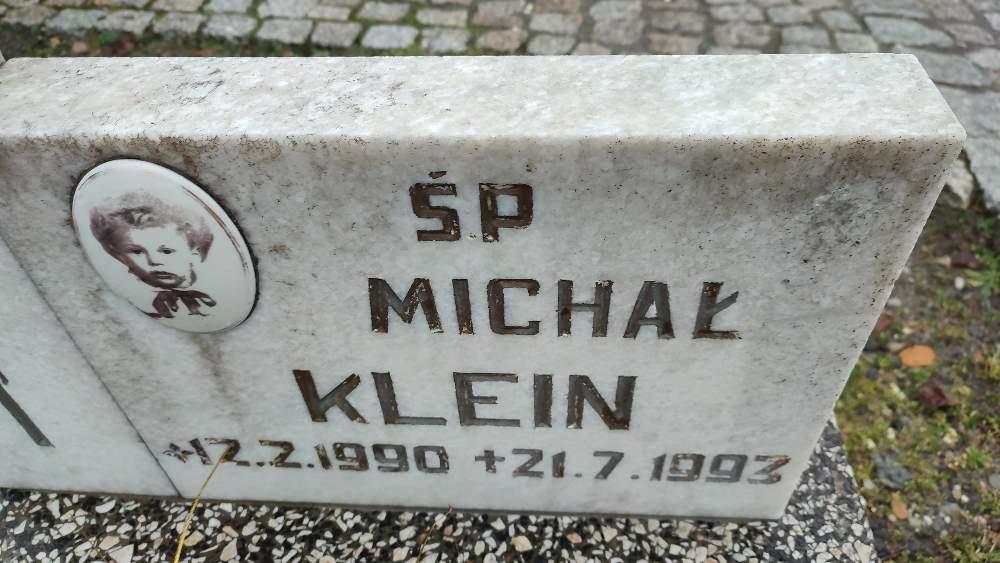 ŚP
MICHAŁ
KLEIN
*12.2.1990 +21.7.1993